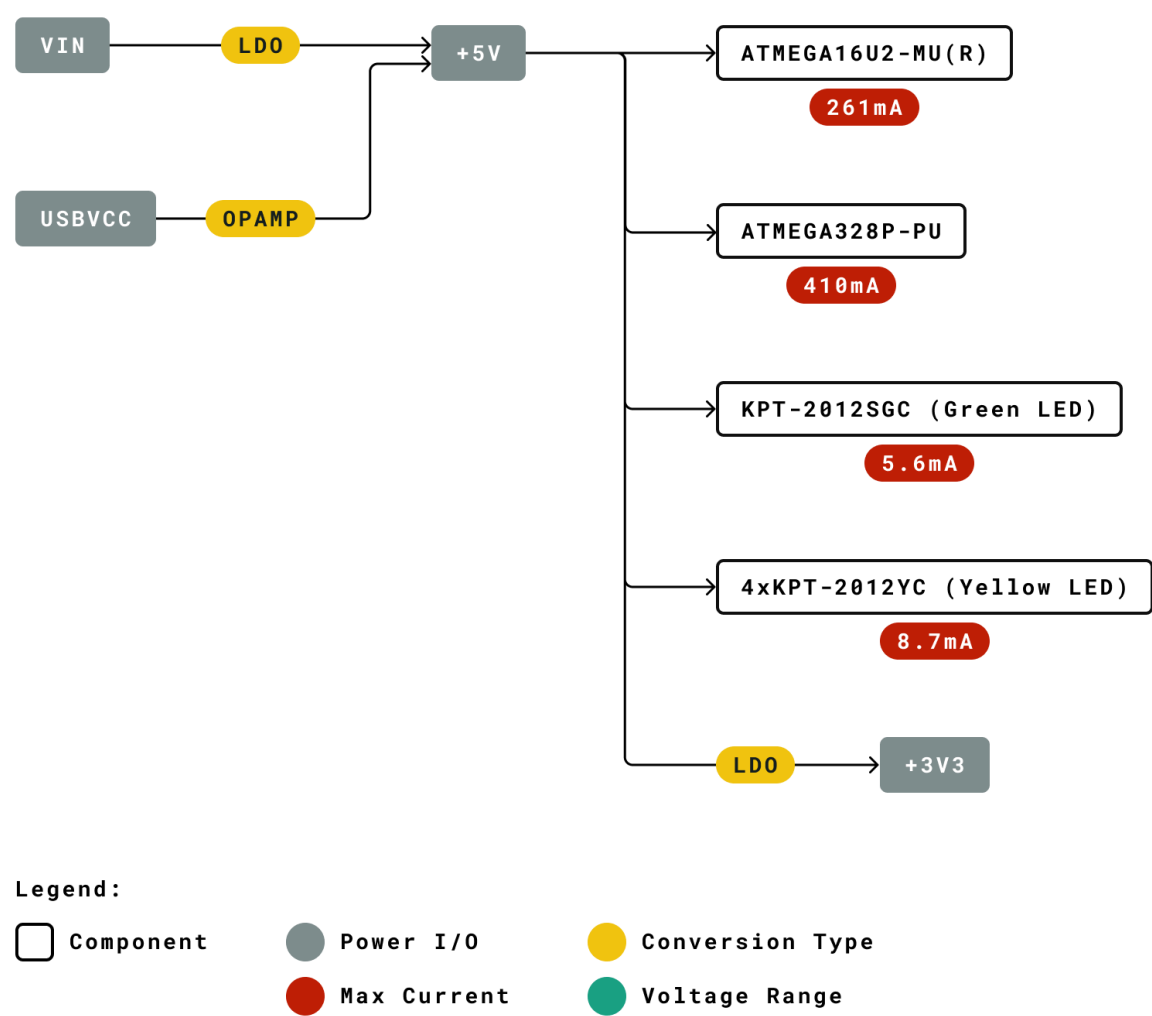 VIN
LDO
+5V
ATMEGA16U2-MU(R)
261mA
USBVCC
OPAMP
ATMEGA328P-PU
410mA
KPT-2012SGC (Green LED)
5.6mA
4xKPT-2012YC (Yellow LED)
8.7mA
LDO
+3V3
Legend:
Component
Power I/O
Conversion Type
Max Current
Voltage Range